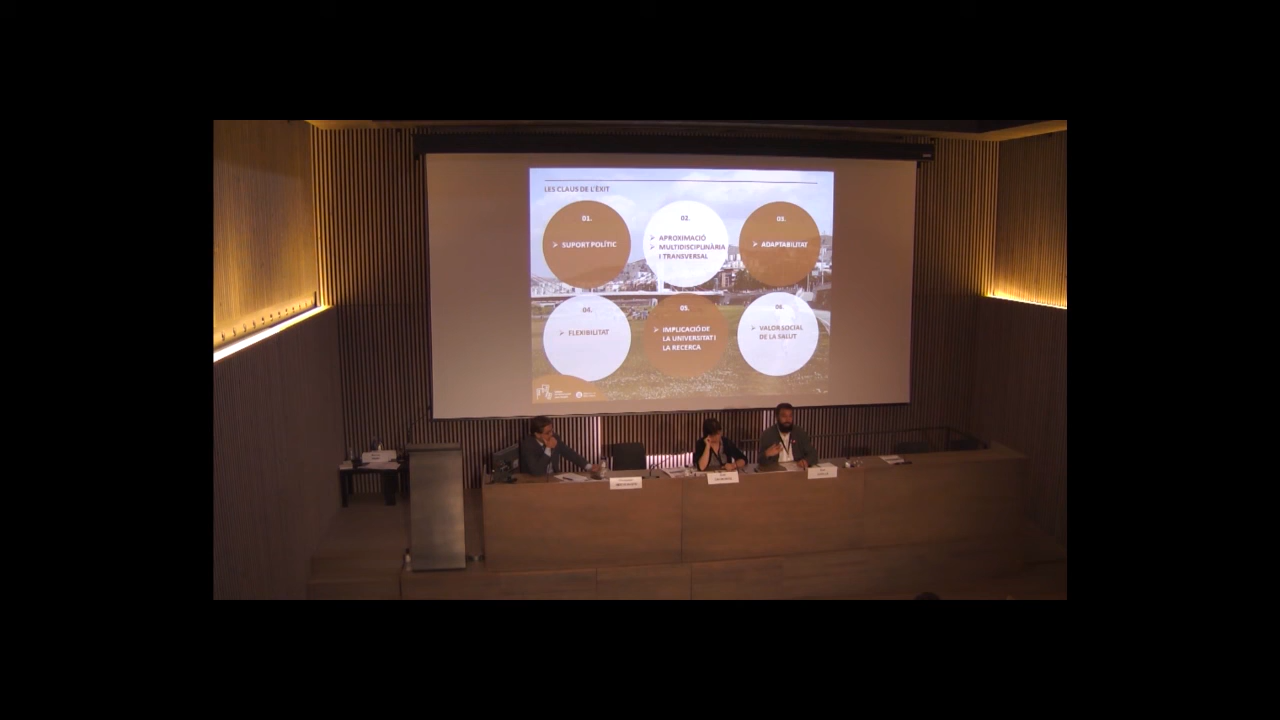 LES CLAUS DE L'ÈXIT
01.
SUPORT POLÍTIC
02.
APROXIMACIÓ
MULTIDISCIPLINÀRIA
I TRANSVERSAL
03.
ADAPTABILITAT
04.
FLEXIBILITAT
05.
IMPLICACIÓ DE
LA UNIVERSITAT I
LA RECERCA
06.
VALOR SOCIAL
DE LA SALUT